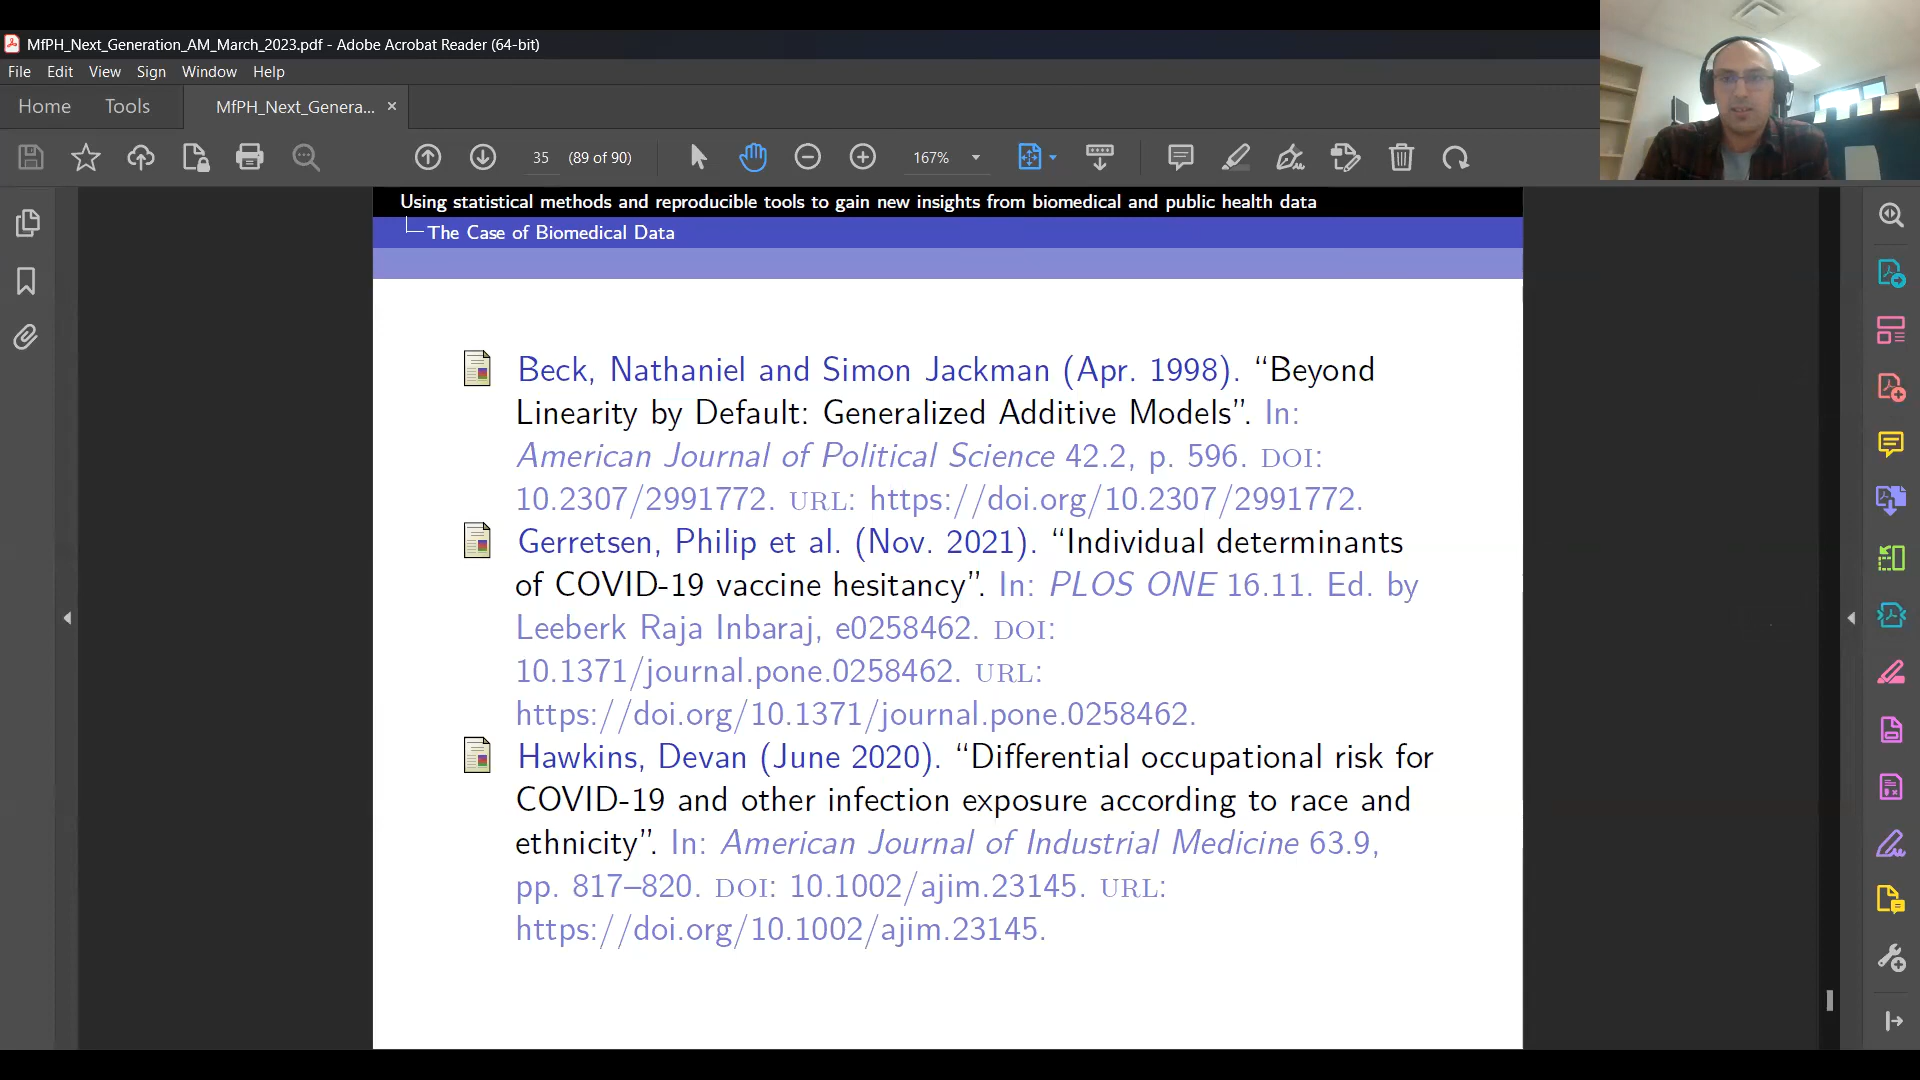 MfPH_Next_Generation_AM_March_2023.pdf - Adobe Acrobat Reader (64-bit)
File Edit View Sign Window Help
Home Tools MfPH_Next_Genera... ×
35 (89 of 90) 167%
Using statistical methods and reproducible tools to gain new insights from biomedical and public health data
The Case of Biomedical Data
Beck, Nathaniel and Simon Jackman (Apr. 1998). “Beyond
Linearity by Default: Generalized Additive Models”. In:
American Journal of Political Science 42.2, p. 596. DOI:
10.2307/2991772. URL: https://doi.org/10.2307/2991772.
Gerretsen, Philip et al. (Nov. 2021). “Individual determinants
of COVID-19 vaccine hesitancy”. In: PLOS ONE 16.11. Ed. by
Leeberk Raja Inbaraj, e0258462. DOI:
10.1371/journal.pone.0258462. URL:
https://doi.org/10.1371/journal.pone.0258462.
Hawkins, Devan (June 2020). “Differential occupational risk for
COVID-19 and other infection exposure according to race and
ethnicity”. In: American Journal of Industrial Medicine 63.9,
pp. 817–820. DOI: 10.1002/ajim.23145. URL:
https://doi.org/10.1002/ajim.23145.